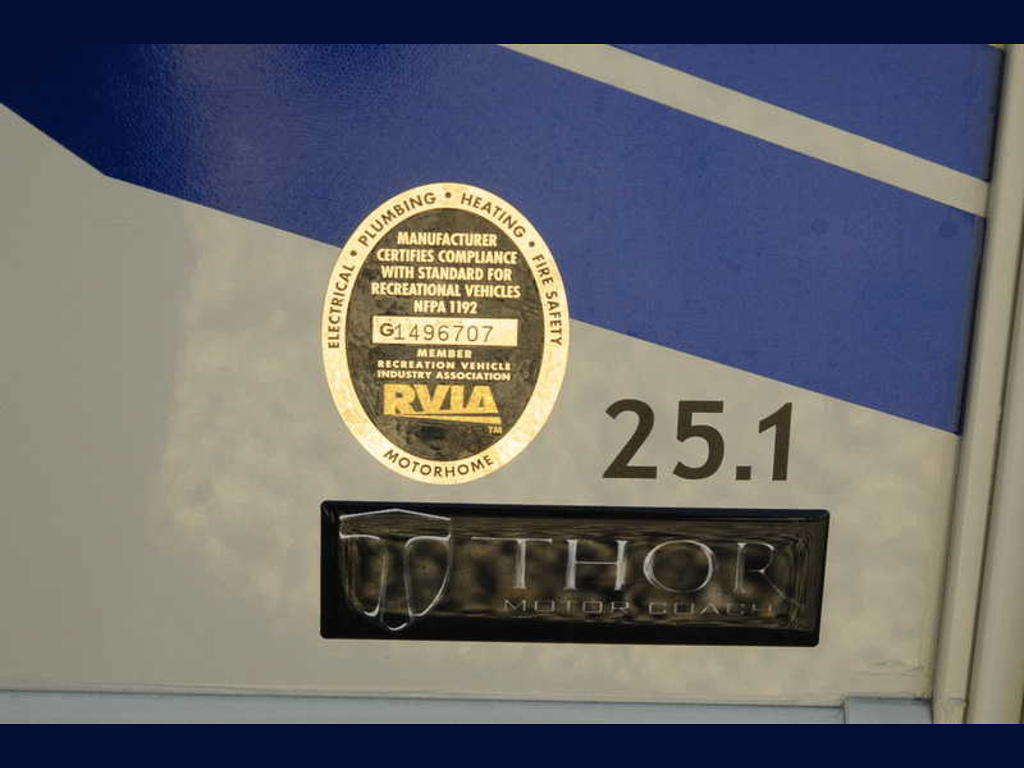 ELECTRICAL • PLUMBING • HEATING • FIRE SAFETY
MANUFACTURER
CERTIFIES COMPLIANCE
WITH STANDARD FOR
RECREATIONAL VEHICLES
NFPA 1192
G1496707
MEMBER
RECREATION VEHICLE
INDUSTRY ASSOCIATION
RVIA
TM
MOTORHOME
25.1
THOR
MOTOR COACH